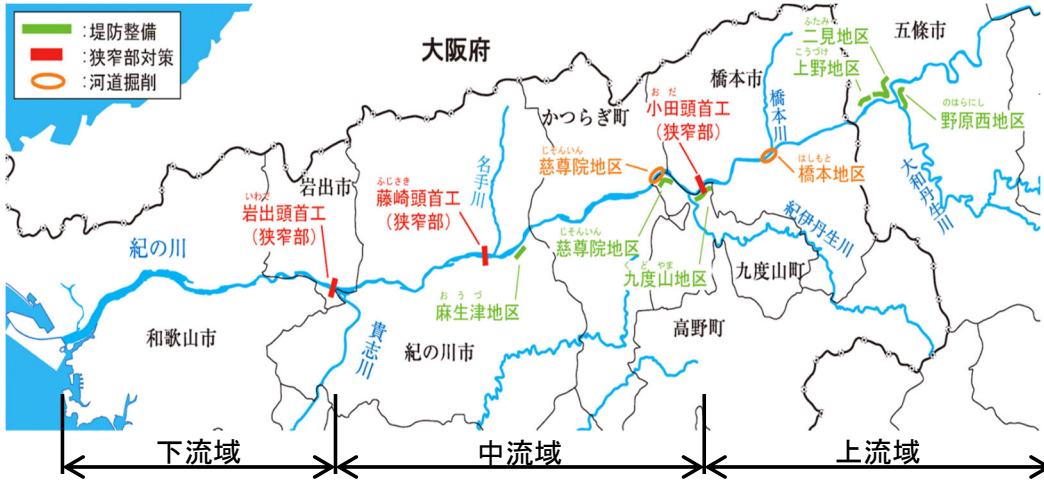 :堤防整備
:狭窄部対策
:河道掘削
大阪府
五條市
ふたみ
二見地区
こうづけ
上野地区
のはらにし
野原西地区
橋本市
橋本川
おだ
小田頭首工
(狭窄部)
かつらぎ町
じそんいん
慈尊院地区
はしもと
橋本地区
大和丹生川
名手川
岩出市
いわで
岩出頭首工
(狭窄部)
ふじさき
藤崎頭首工
(狭窄部)
紀の川
じそんいん
慈尊院地区
くどやま
九度山地区
紀伊丹生川
九度山町
おうづ
麻生津地区
高野町
和歌山市
貴志川
紀の川市
下流域
中流域
上流域